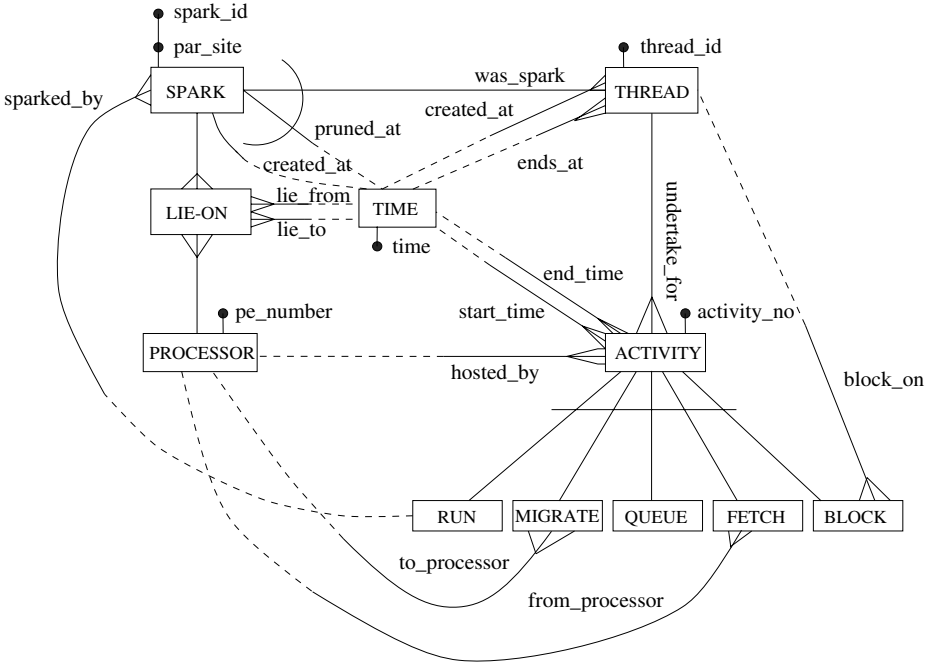 spark_id
par_site
thread_id
SPARK
was_spark
THREAD
sparked_by
created_at
pruned_at
created_at
ends_at
lie_from
LIE-ON
TIME
lie_to
time
undertake_for
end_time
pe_number
start_time
activity_no
PROCESSOR
ACTIVITY
hosted_by
block_on
RUN
MIGRATE
QUEUE
FETCH
BLOCK
to_processor
from_processor